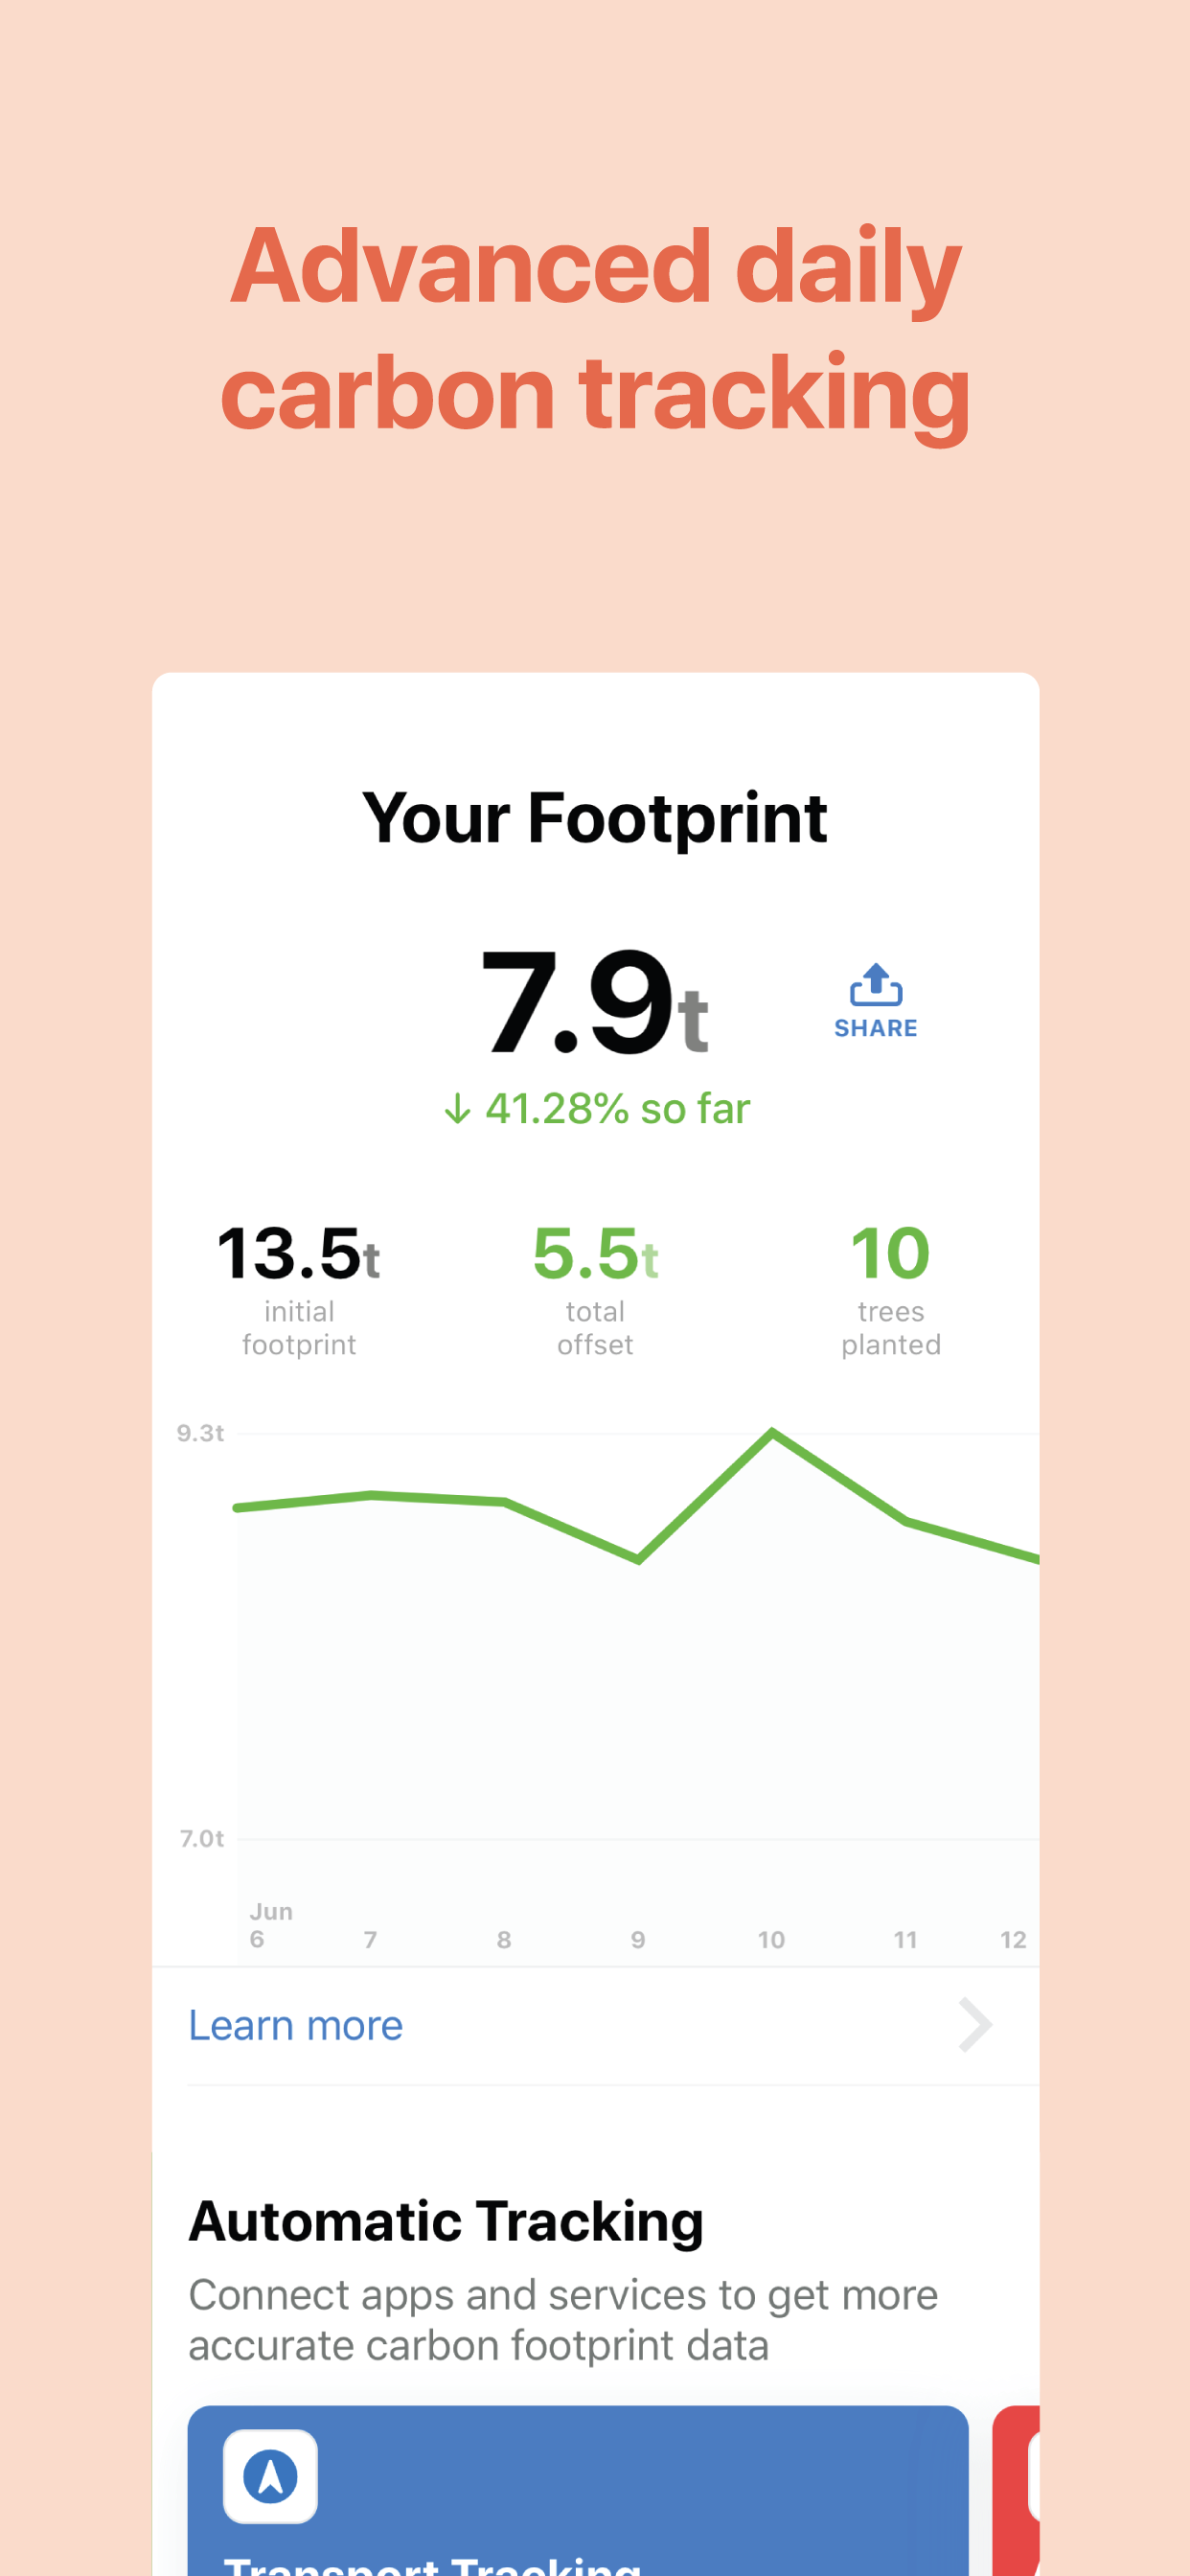 Advanced daily
carbon tracking
Your Footprint
7.9t
SHARE
↓ 41.28% so far
13.5t
initial
footprint
5.5t
total
offset
10
trees
planted
9.3t
7.0t
Jun
6 7 8 9 10 11 12
Learn more
Automatic Tracking
Connect apps and services to get more
accurate carbon footprint data
Transport Tracking